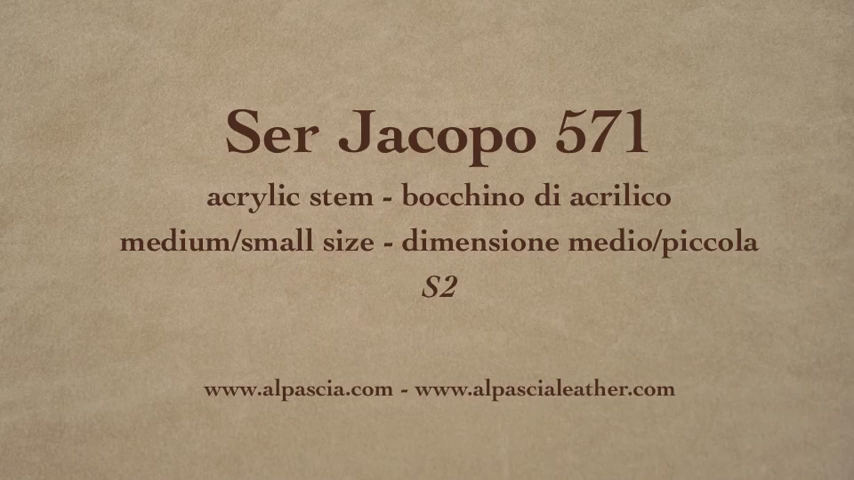 Ser Jacopo 571
acrylic stem - bocchino di acrilico
medium/small size - dimensione medio/piccola
S2
www.alpascia.com - www.alpascialeather.com